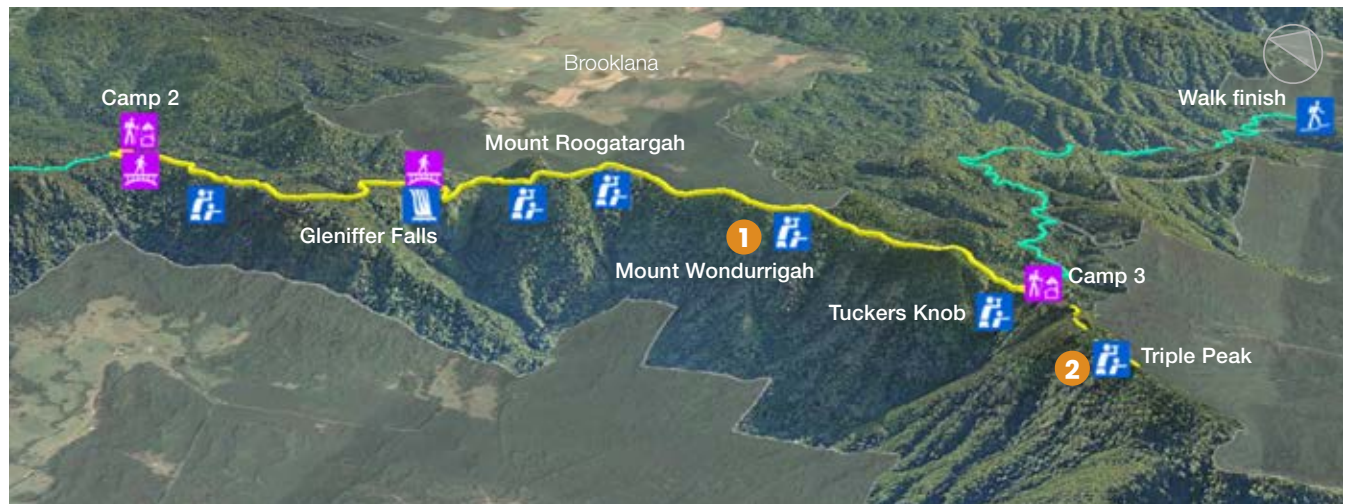 Brooklana
Camp 2
Walk finish
Mount Roogatargah
Gleniffer Falls
1
Mount Wondurrigah
Camp 3
Tuckers Knob
2
Triple Peak